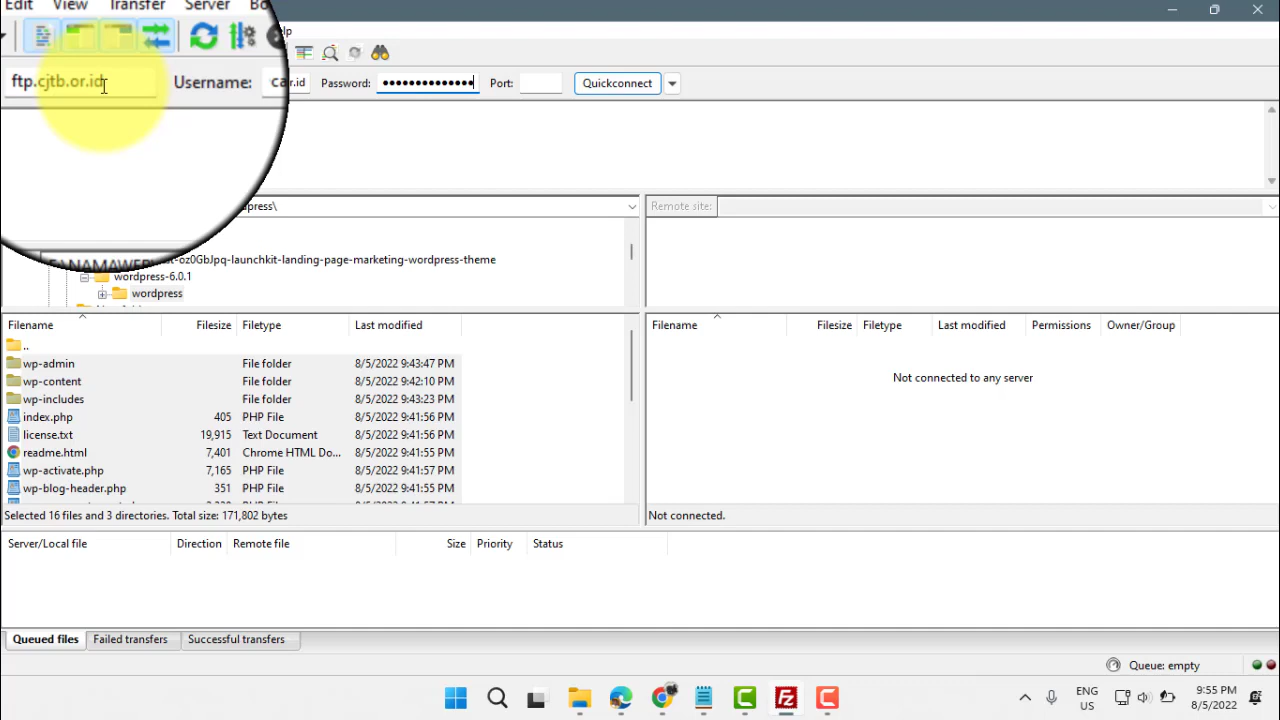 Edit View Transfer Server
ftp.cjtb.or.id Username: Password: •••••••••••••• Port: Quickconnect
Remote site:
launchkit-landing-page-marketing-wordpress-theme
wordpress-6.0.1
wordpress
Filename Filesize Filetype Last modified
..
wp-admin File folder 8/5/2022 9:43:47 PM
wp-content File folder 8/5/2022 9:42:10 PM
wp-includes File folder 8/5/2022 9:43:23 PM
index.php 405 PHP File 8/5/2022 9:41:56 PM
license.txt 19,915 Text Document 8/5/2022 9:41:56 PM
readme.html 7,401 Chrome HTML Do... 8/5/2022 9:41:55 PM
wp-activate.php 7,165 PHP File 8/5/2022 9:41:57 PM
wp-blog-header.php 351 PHP File 8/5/2022 9:41:55 PM
Selected 16 files and 3 directories. Total size: 171,802 bytes
Filename Filesize Filetype Last modified Permissions Owner/Group
Not connected to any server
Not connected.
Server/Local file Direction Remote file Size Priority Status
Queued files Failed transfers Successful transfers
Queue: empty
ENG
US
9:55 PM
8/5/2022